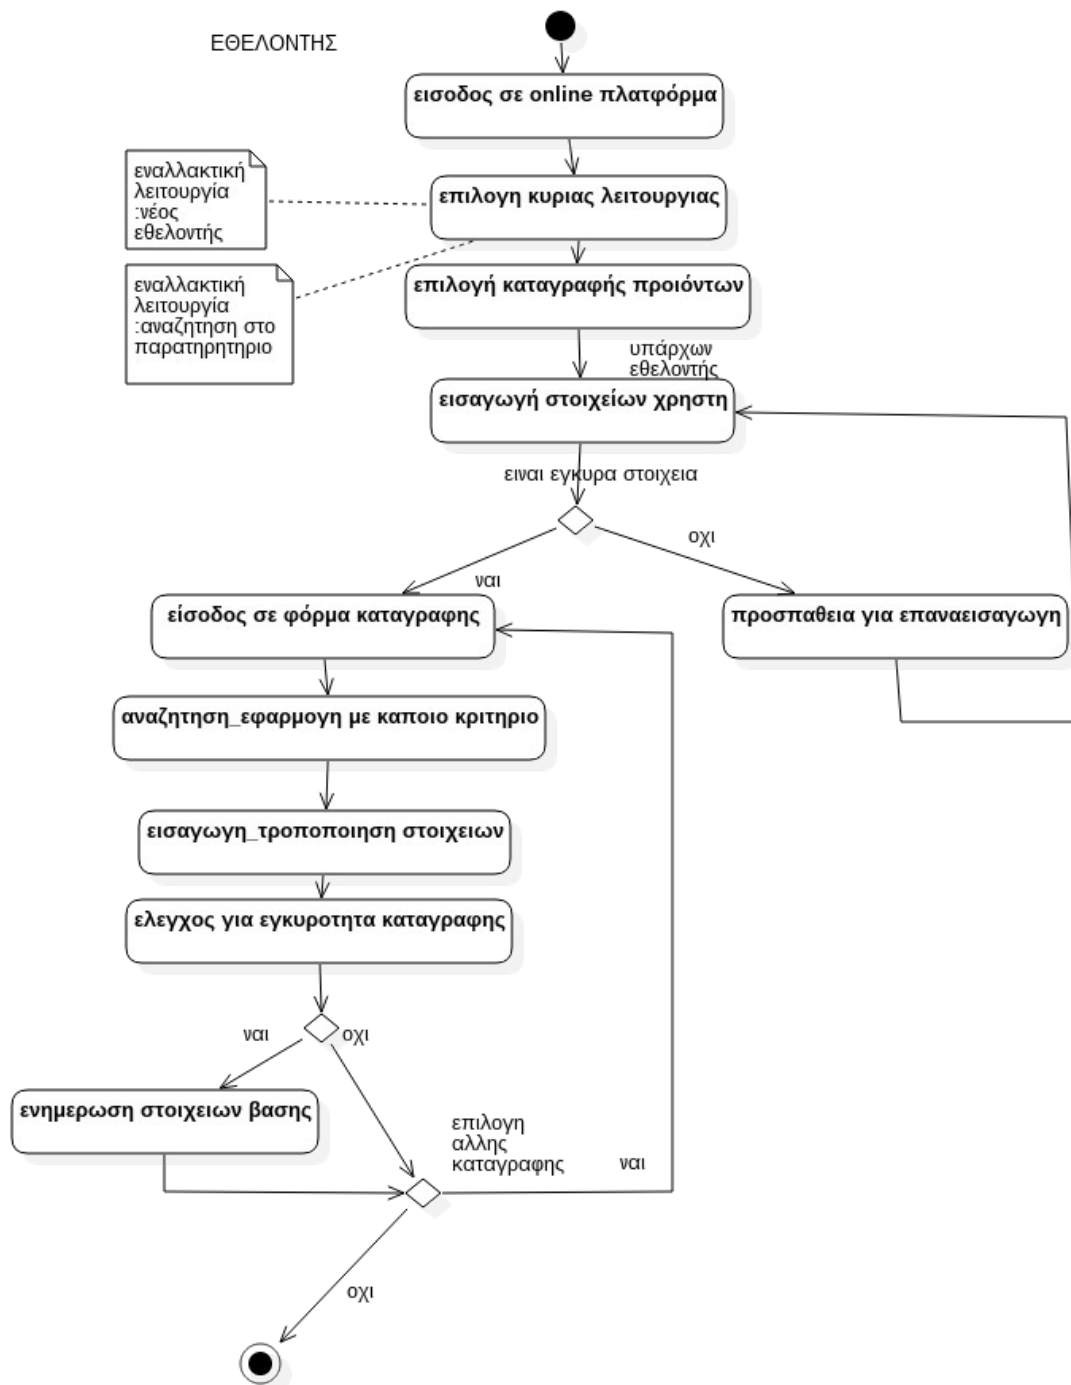 ΕΘΕΛΟΝΤΗΣ
εισοδος σε online πλατφόρμα
εναλλακτική
λειτουργία
:νέος
εθελοντής
επιλογη κυριας λειτουργιας
εναλλακτική
λειτουργία
:αναζητηση στο
παρατηρητηριο
επιλογή καταγραφής προιόντων
υπάρχων
εθελοντής
εισαγωγή στοιχείων χρηστη
ειναι εγκυρα στοιχεια
οχι
ναι
είσοδος σε φόρμα καταγραφης
προσπαθεια για επαναεισαγωγη
αναζητηση_εφαρμογη με καποιο κριτηριο
εισαγωγη_τροποποιηση στοιχειων
ελεγχος για εγκυροτητα καταγραφης
ναι
οχι
ενημερωση στοιχειων βασης
επιλογη
αλλης
καταγραφης
ναι
οχι